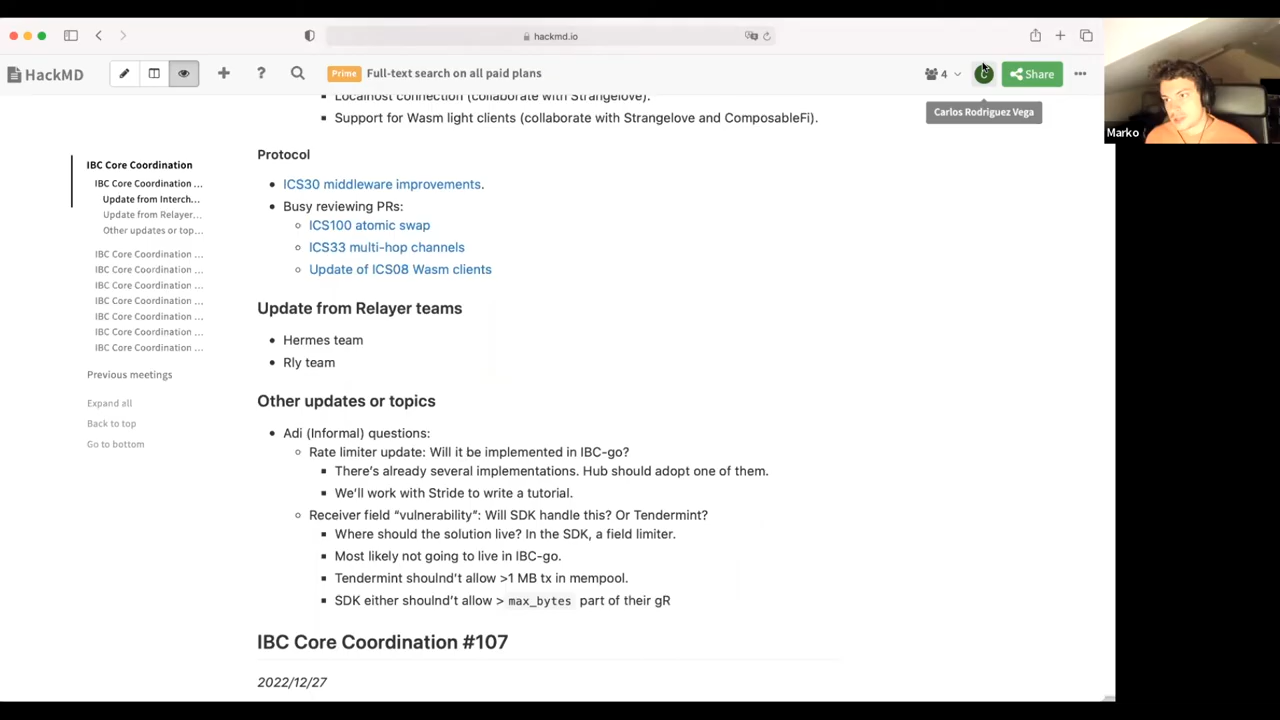 hackmd.io
HackMD
Prime Full-text search on all paid plans
4
C
Share
Carlos Rodriguez Vega
Marko
IBC Core Coordination
IBC Core Coordination ...
Update from Interch...
Update from Relayer...
Other updates or top...
IBC Core Coordination ...
IBC Core Coordination ...
IBC Core Coordination ...
IBC Core Coordination ...
IBC Core Coordination ...
IBC Core Coordination ...
IBC Core Coordination ...
Previous meetings
Expand all
Back to top
Go to bottom
Localhost connection (collaborate with Strangelove).
Support for Wasm light clients (collaborate with Strangelove and ComposableFi).
Protocol
ICS30 middleware improvements.
Busy reviewing PRs:
ICS100 atomic swap
ICS33 multi-hop channels
Update of ICS08 Wasm clients
Update from Relayer teams
Hermes team
Rly team
Other updates or topics
Adi (Informal) questions:
Rate limiter update: Will it be implemented in IBC-go?
There's already several implementations. Hub should adopt one of them.
We'll work with Stride to write a tutorial.
Receiver field “vulnerability“: Will SDK handle this? Or Tendermint?
Where should the solution live? In the SDK, a field limiter.
Most likely not going to live in IBC-go.
Tendermint shoulnd't allow >1 MB tx in mempool.
SDK either shoulnd't allow > max_bytes part of their gR
IBC Core Coordination #107
2022/12/27